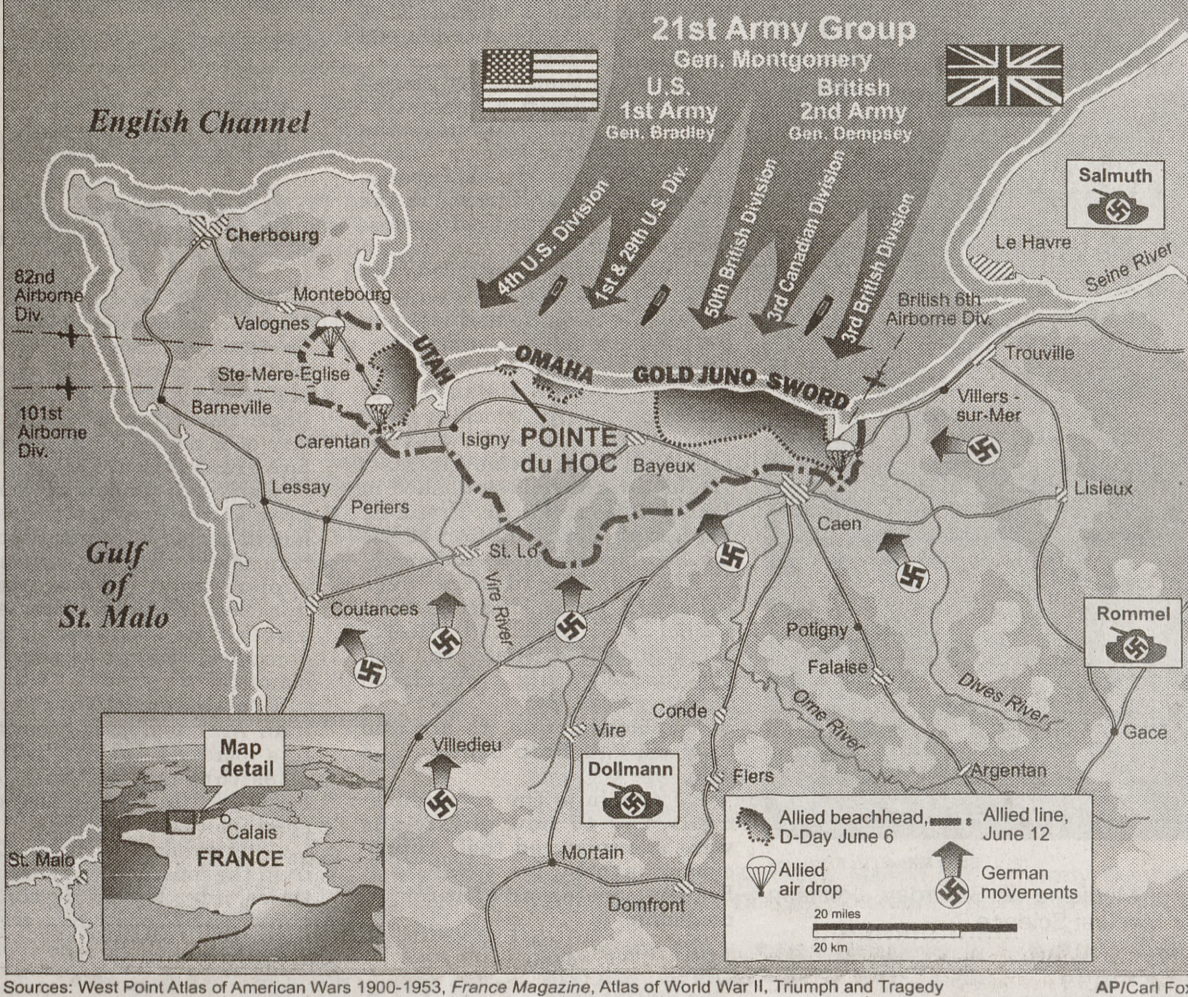 21st Army Group
Gen. Montgomery
U.S.
1st Army
Gen. Bradley
British
2nd Army
Gen. Dempsey
English Channel
Salmuth
4th U.S. Division
1st & 29th U.S. Div.
50th British Division
3rd Canadian Division
3rd British Division
Cherbourg
Le Havre
Seine River
82nd
Airborne
Div.
Montebourg
Valognes
British 6th
Airborne Div.
UTAH
OMAHA
GOLD JUNO SWORD
Trouville
Ste-Mere-Eglise
Barneville
Villers -
sur-Mer
101st
Airborne
Div.
Carentan
Isigny
POINTE
du HOC
Bayeux
Lessay
Periers
Lisieux
Caen
Gulf
of
St. Malo
St. Lo
Vire River
Coutances
Rommel
Potigny
Falaise
Dives River
Orne River
Conde
Vire
Villedieu
Gace
Map
detail
Dollmann
Flers
Argentan
Calais
FRANCE
St. Malo
Mortain
Domfront
Allied beachhead,
D-Day June 6
Allied line,
June 12
Allied
air drop
German
movements
20 miles
20 km
Sources: West Point Atlas of American Wars 1900-1953, France Magazine, Atlas of World War II, Triumph and Tragedy
AP/Carl Fox